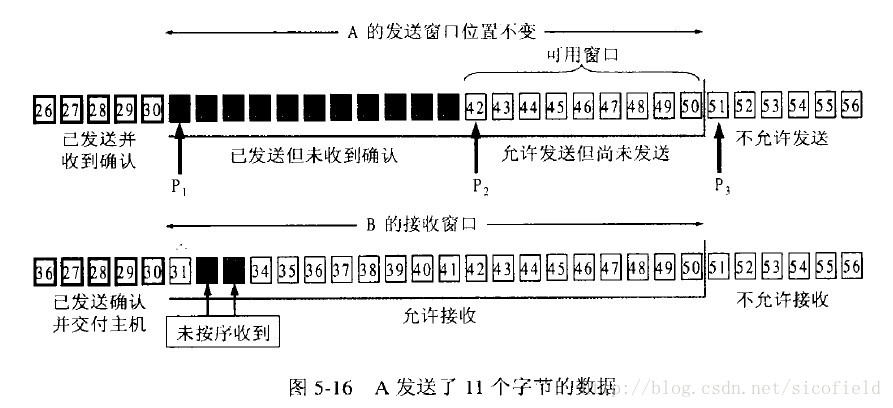 A 的发送窗口位置不变
可用窗口
26 27 28 29 30 42 43 44 45 46 47 48 49 50 51 52 53 54 55 56
已发送并
收到确认
已发送但未收到确认
允许发送但尚未发送
不允许发送
P1 P2 P3
B 的接收窗口
36 27 28 29 30 31 34 35 36 37 38 39 40 41 42 43 44 45 46 47 48 49 50 51 52 53 54 55 56
已发送确认
并交付主机
未按序收到
允许接收
不允许接收
图 5-16 A 发送了 11 个字节的数据
http://blog.csdn.net/sicofield